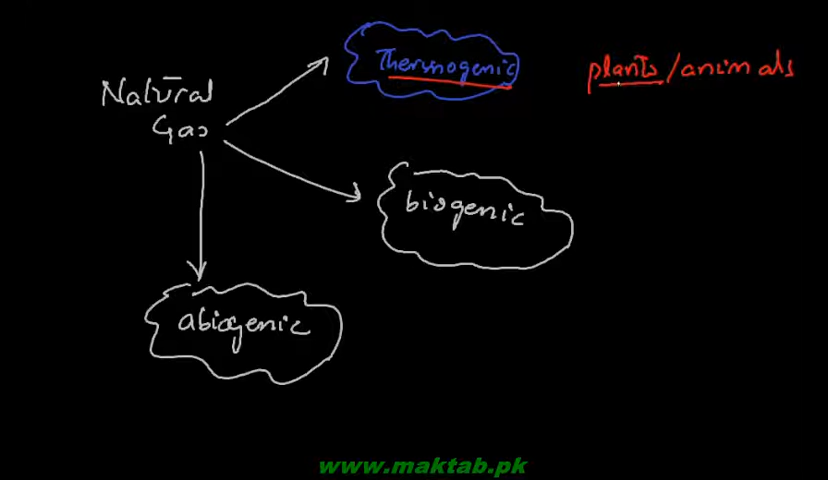 Natural
Gas
Thermogenic
plants/animals
biogenic
abiogenic
www.maktab.pk